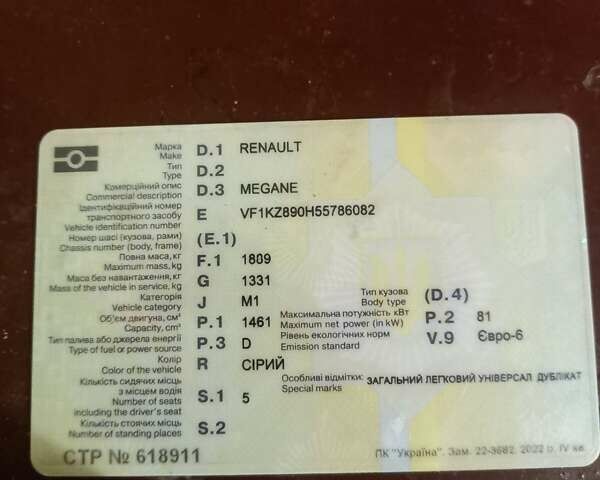 Марка D.1 RENAULT
Make
Тип D.2
Type
Комерційний опис D.3 MEGANE
Commercial description
Ідентифікаційний номер
транспортного засобу E VF1KZ890H55786082
Vehicle identification number
Номер шасі (кузова, рами) (E.1)
Chassis number (body, frame)
Повна маса, кг F.1 1809
Maximum mass, kg
Маса без навантаження, кг G 1331
Mass of the vehicle in service, kg
Категорія J M1 Тип кузова (D.4)
Vehicle category Body type
Об'єм двигуна, см³ P.1 1461 Максимальна потужність кВт P.2 81
Capacity, cm³ Maximum net power (in kW)
Тип палива або джерела енергії P.3 D Рівень екологічних норм V.9 Євро-6
Type of fuel or power source Emission standard
Колір R СІРИЙ
Color of the vehicle
Кількість сидячих місць Особливі відмітки: ЗАГАЛЬНИЙ ЛЕГКОВИЙ УНІВЕРСАЛ ДУБЛІКАТ
з місцем водія S.1 5 Special marks
Number of seats
including the driver's seat
Кількість стоячих місць S.2
Number of standing places
СТР № 618911 ПК "Україна". Зам. 22-3682. 2022 р. IV кв.